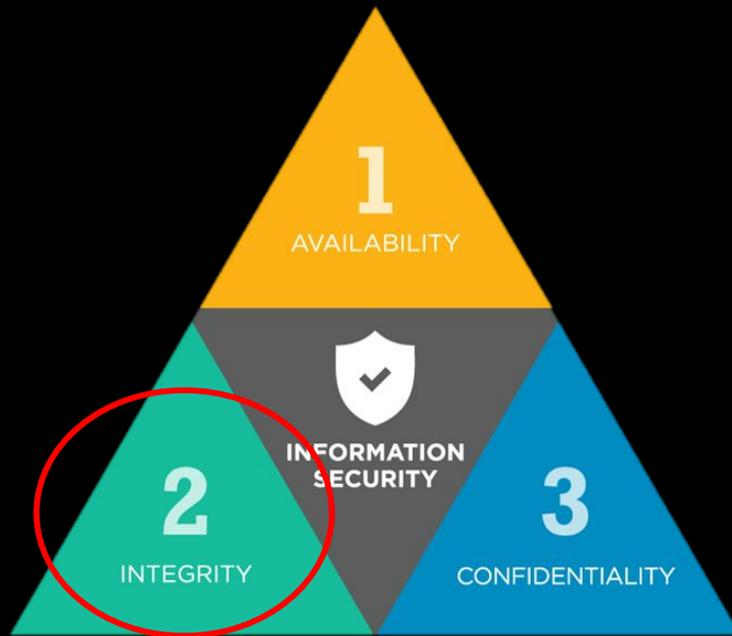 1
AVAILABILITY
INFORMATION
SECURITY
2
INTEGRITY
3
CONFIDENTIALITY